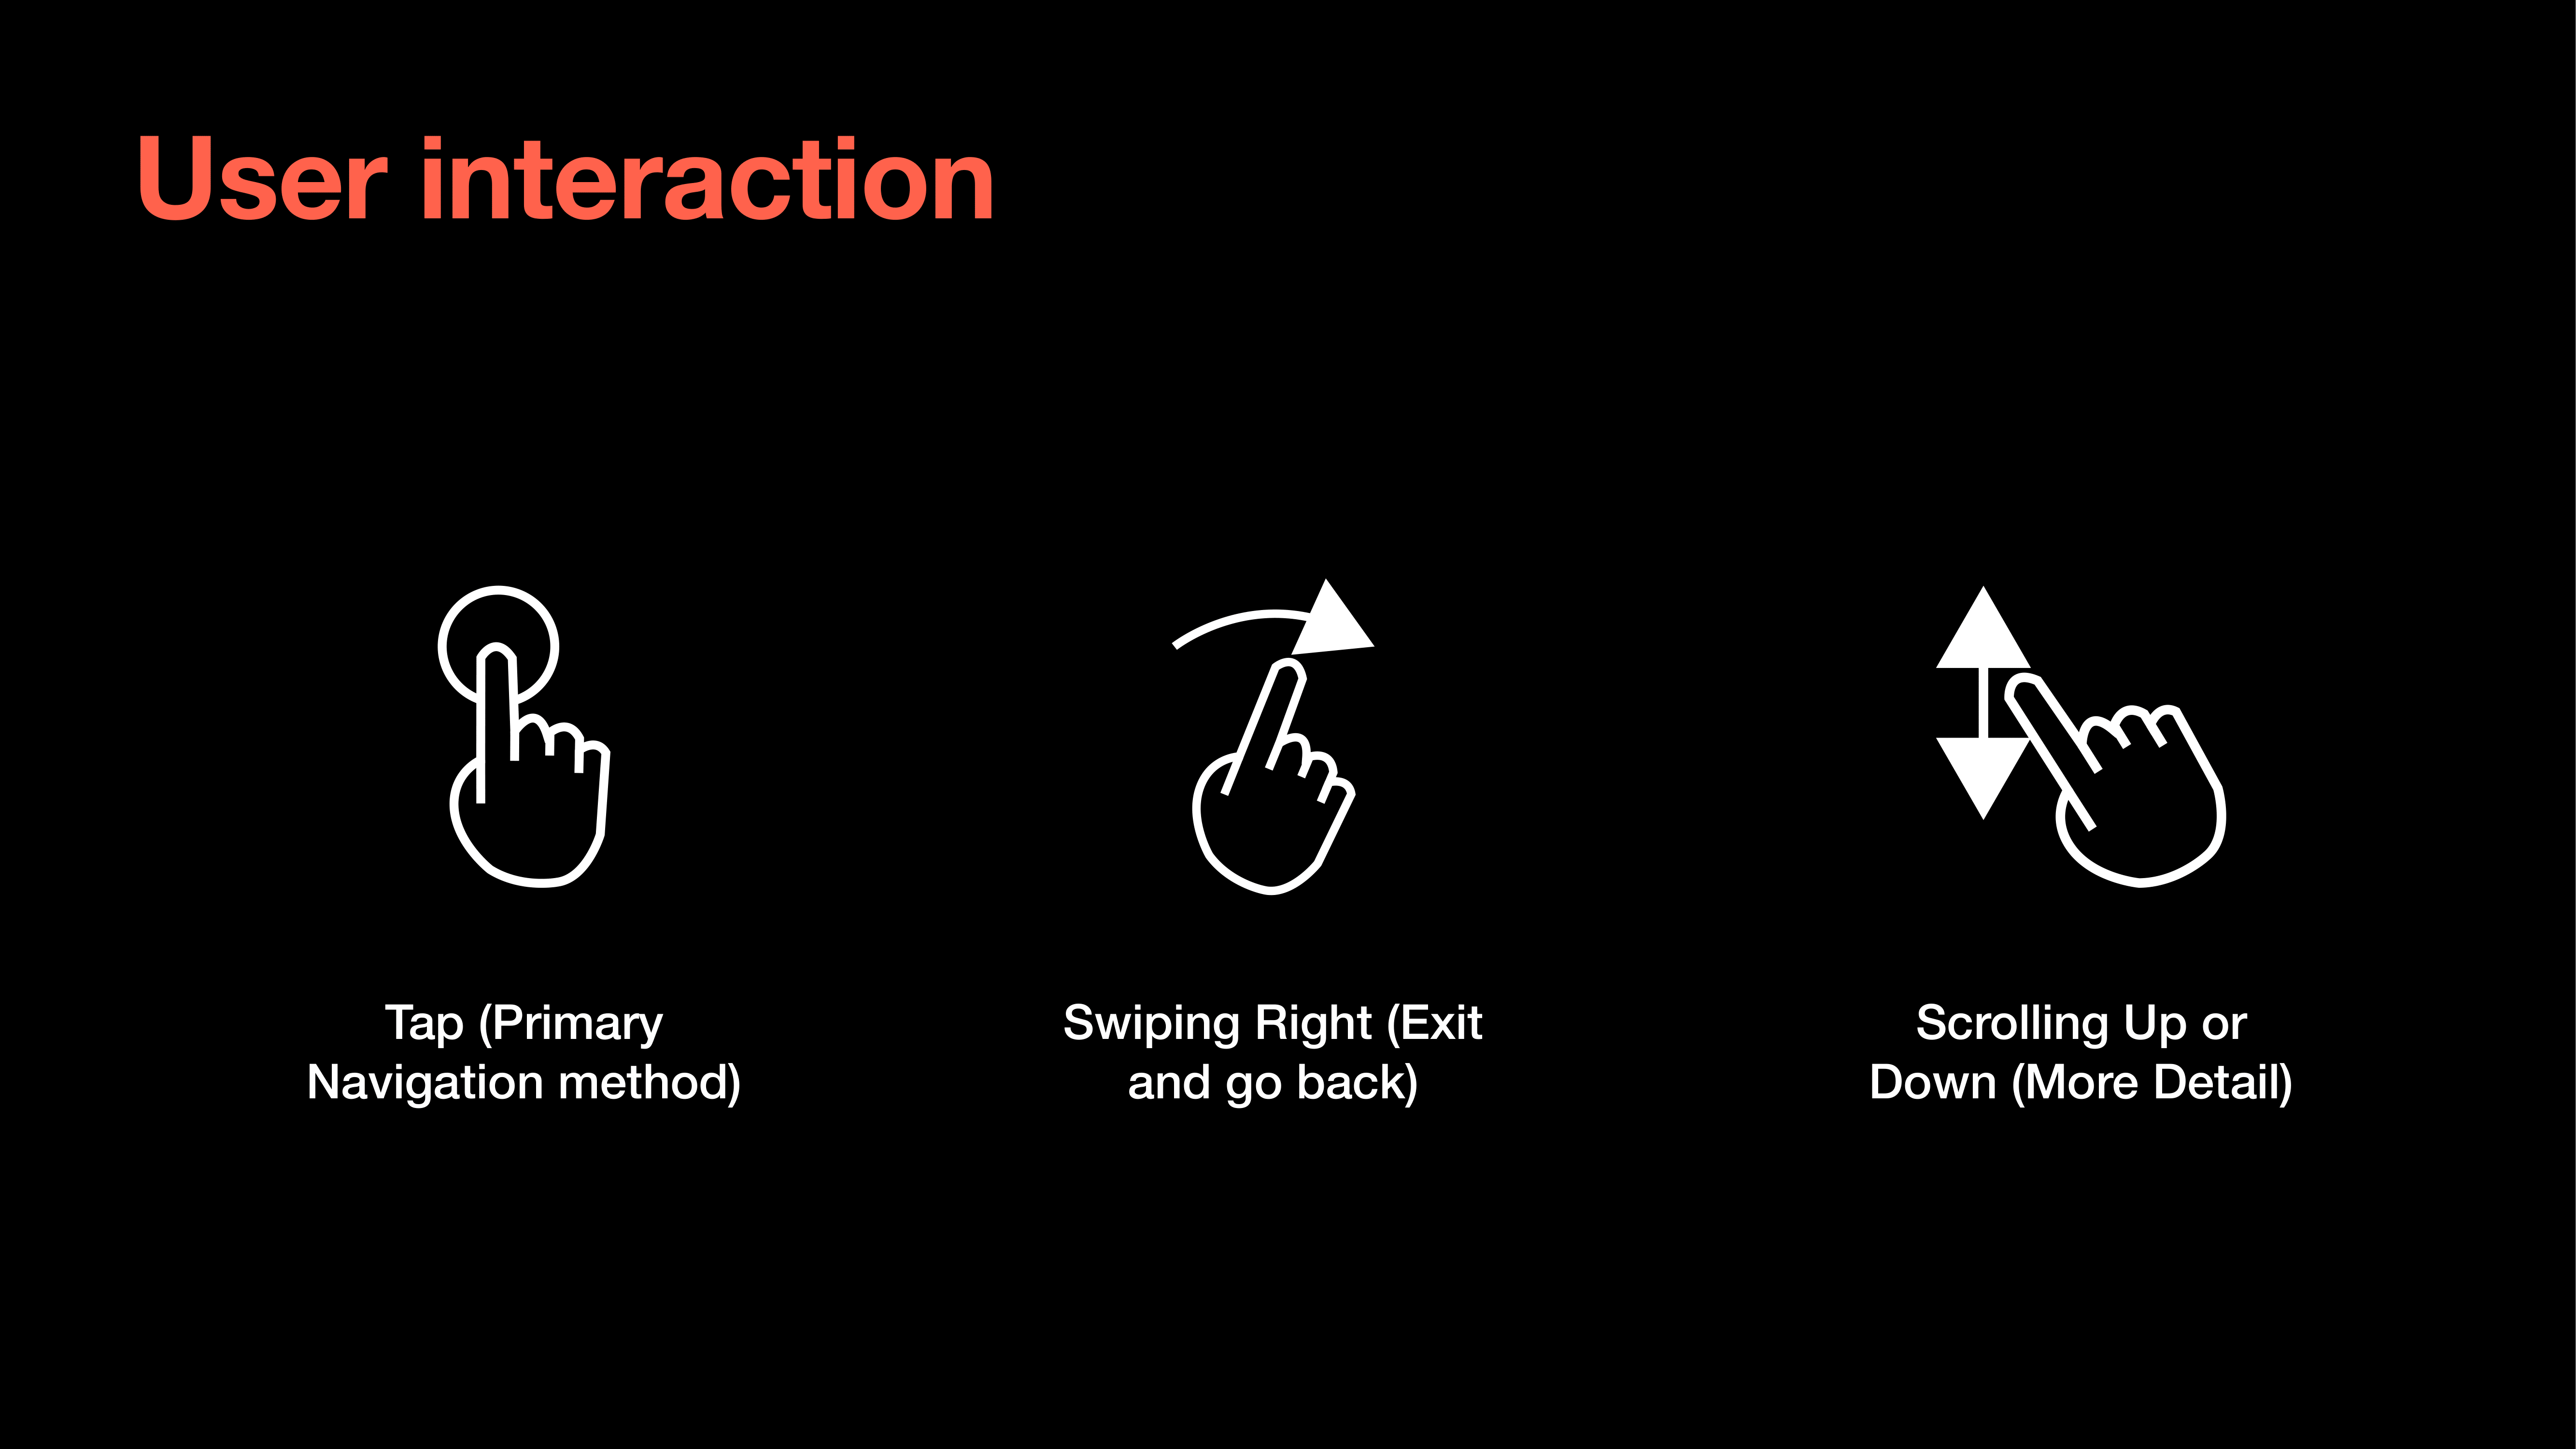 User interaction
Tap (Primary
Navigation method)
Swiping Right (Exit
and go back)
Scrolling Up or
Down (More Detail)